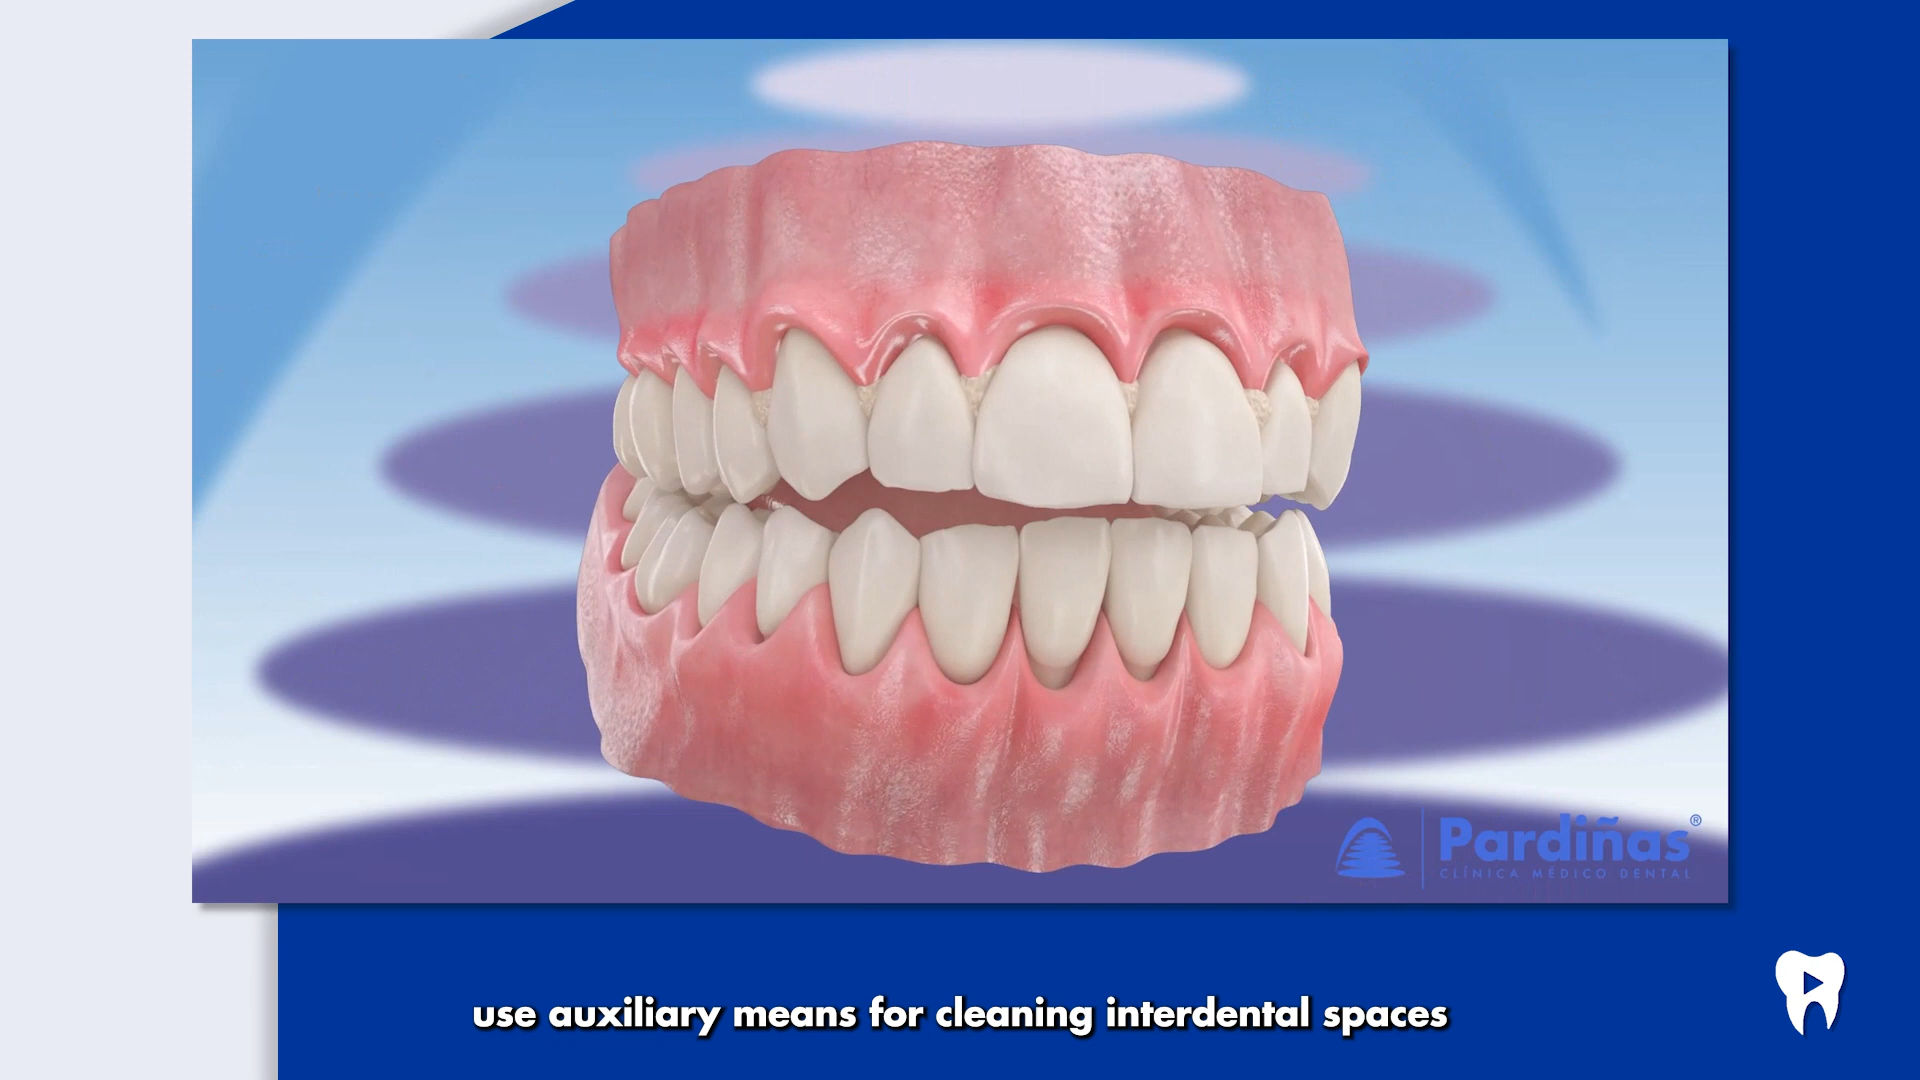 Pardiñas®
CLÍNICA MÉDICO DENTAL
use auxiliary means for cleaning interdental spaces